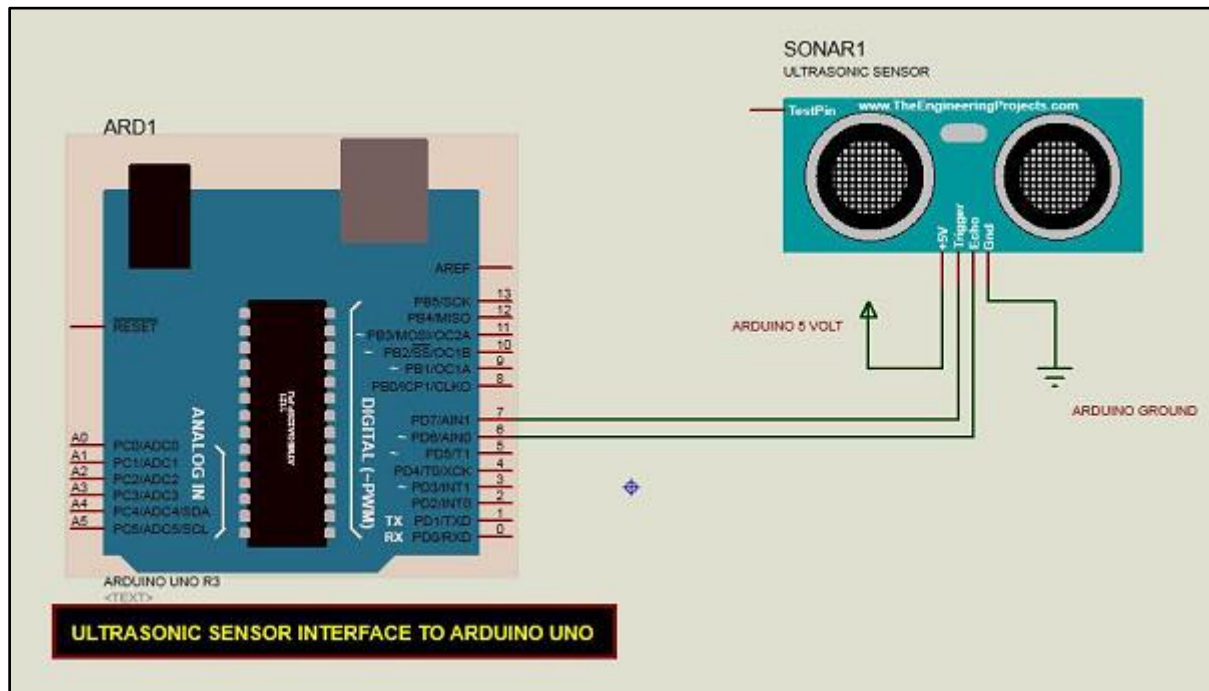 SONAR1
ULTRASONIC SENSOR
TestPin
www.TheEngineeringProjects.com
+5V
Trigger
Echo
Gnd
ARDUINO 5 VOLT
ARDUINO GROUND
ARD1
RESET
AREF
PB5/SCK 13
PB4/MISO 12
~PB3/MOSI/OC2A 11
~PB2/SS/OC1B 10
~PB1/OC1A 9
PB0/ICP1/CLKO 8
PD7/AIN1 7
~PD6/AIN0 6
~PD5/T1 5
PD4/T0/XCK 4
~PD3/INT1 3
PD2/INT0 2
TX PD1/TXD 1
RX PD0/RXD 0
DIGITAL (~PWM)
ANALOG IN
A0 PC0/ADC0
A1 PC1/ADC1
A2 PC2/ADC2
A3 PC3/ADC3
A4 PC4/ADC4/SDA
A5 PC5/ADC5/SCL
1121
ARDUINO UNO R3
<TEXT>
ULTRASONIC SENSOR INTERFACE TO ARDUINO UNO